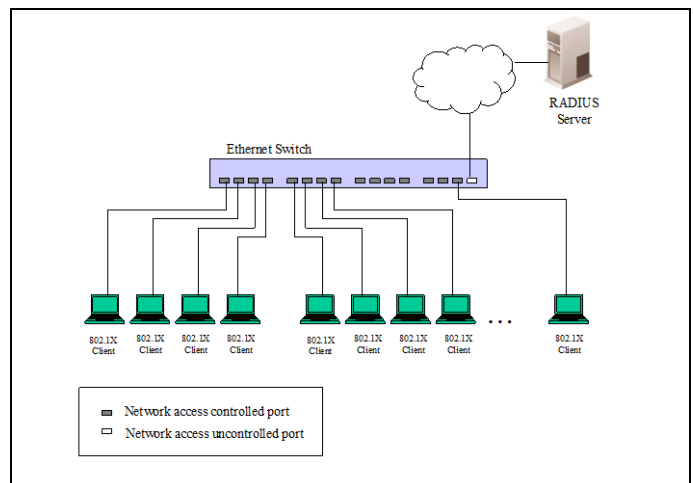 RADIUS
Server
Ethernet Switch
802.1X
Client
802.1X
Client
802.1X
Client
802.1X
Client
802.1X
Client
802.1X
Client
802.1X
Client
802.1X
Client
...
802.1X
Client
Network access controlled port
Network access uncontrolled port